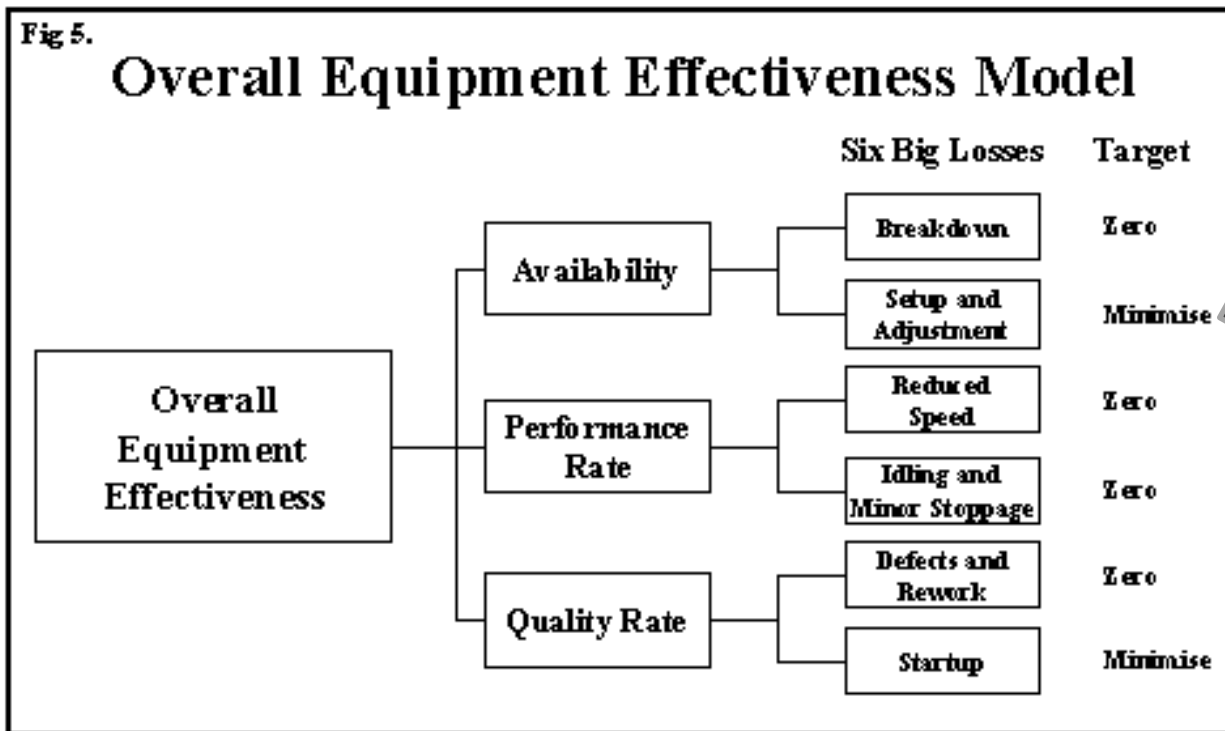 Fig 5.
Overall Equipment Effectiveness Model
Six Big Losses Target
Breakdown Zero
Availability
Setup and
Adjustment Minimise 4
Reduced
Speed Zero
Overall
Equipment
Effectiveness
Performance
Rate
Idling and
Minor Stoppage Zero
Defects and
Rework Zero
Quality Rate
Startup Minimise